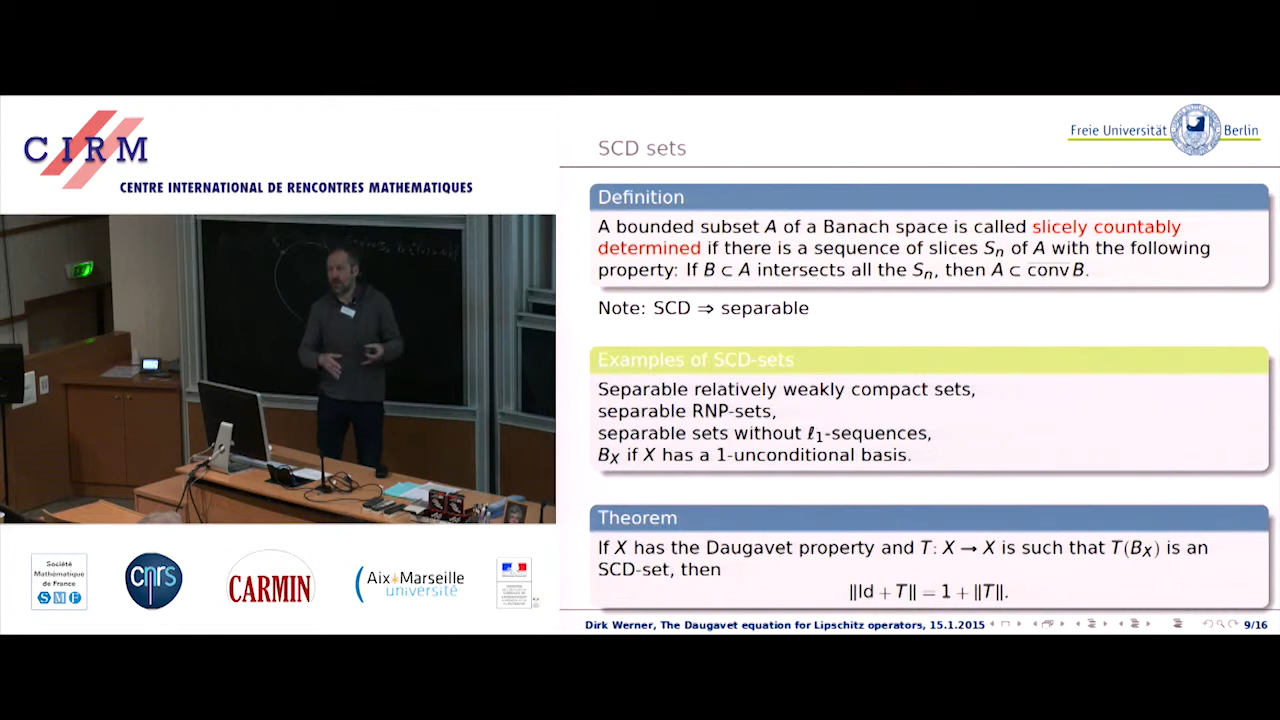 CIRM
CENTRE INTERNATIONAL DE RENCONTRES MATHEMATIQUES
Société
Mathématique
de France
SMF
cnrs
CARMIN
Aix*Marseille
université
Freie Universität Berlin
SCD sets
Definition
A bounded subset A of a Banach space is called slicely countably
determined if there is a sequence of slices Sₙ of A with the following
property: If B ⊂ A intersects all the Sₙ, then A ⊂ c̅o̅n̅v̅ B.
Note: SCD ⇒ separable
Examples of SCD-sets
Separable relatively weakly compact sets,
separable RNP-sets,
separable sets without ℓ₁-sequences,
B_X if X has a 1-unconditional basis.
Theorem
If X has the Daugavet property and T: X → X is such that T(B_X) is an
SCD-set, then
‖Id + T‖ = 1 + ‖T‖.
Dirk Werner, The Daugavet equation for Lipschitz operators, 15.1.2015 9/16